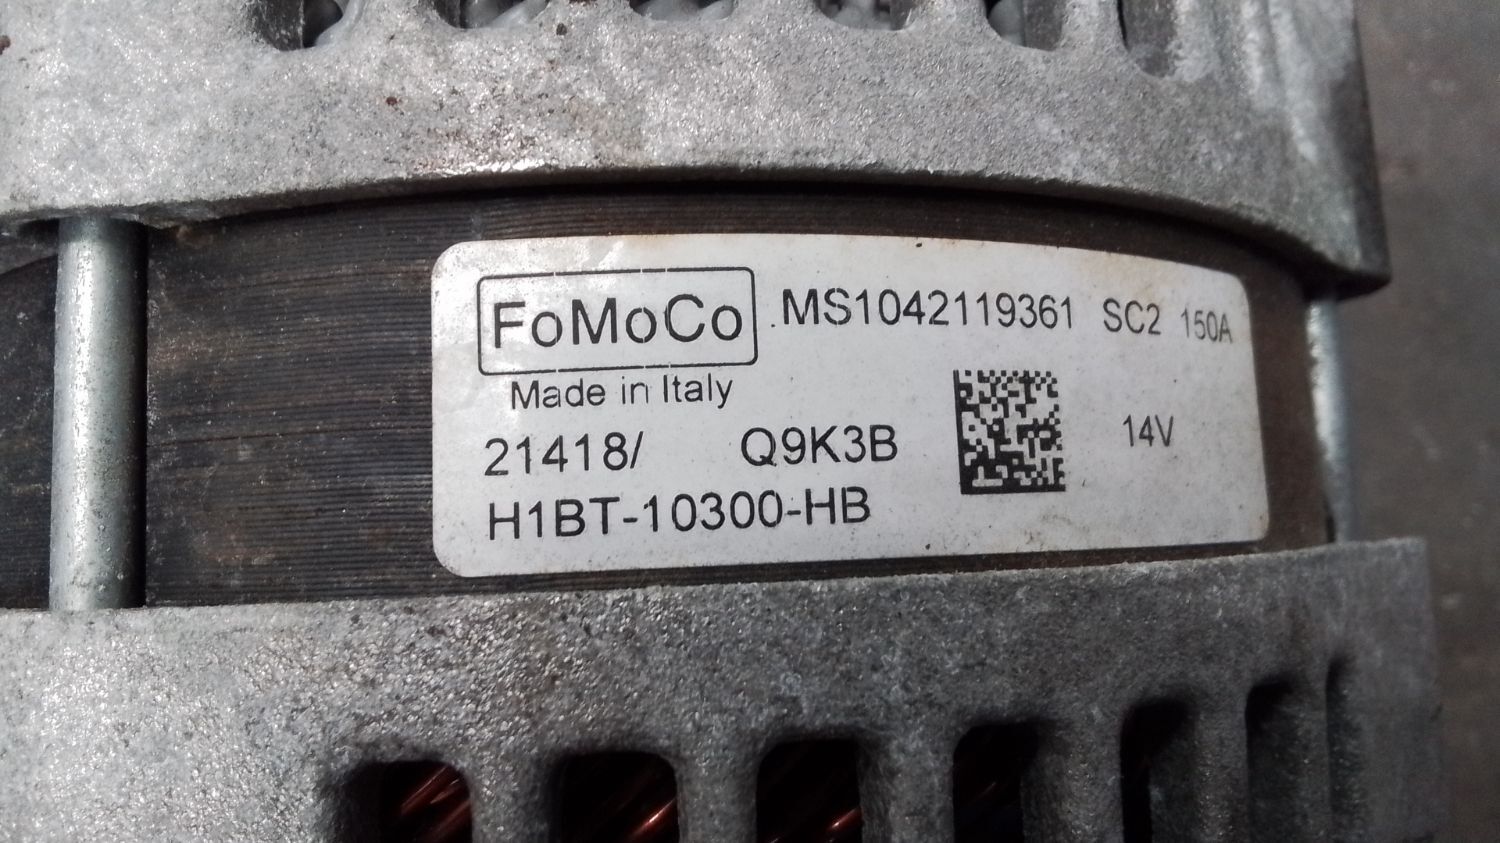 FoMoCo MS1042119361 SC2 150A
Made in Italy
21418/ Q9K3B 14V
H1BT-10300-HB